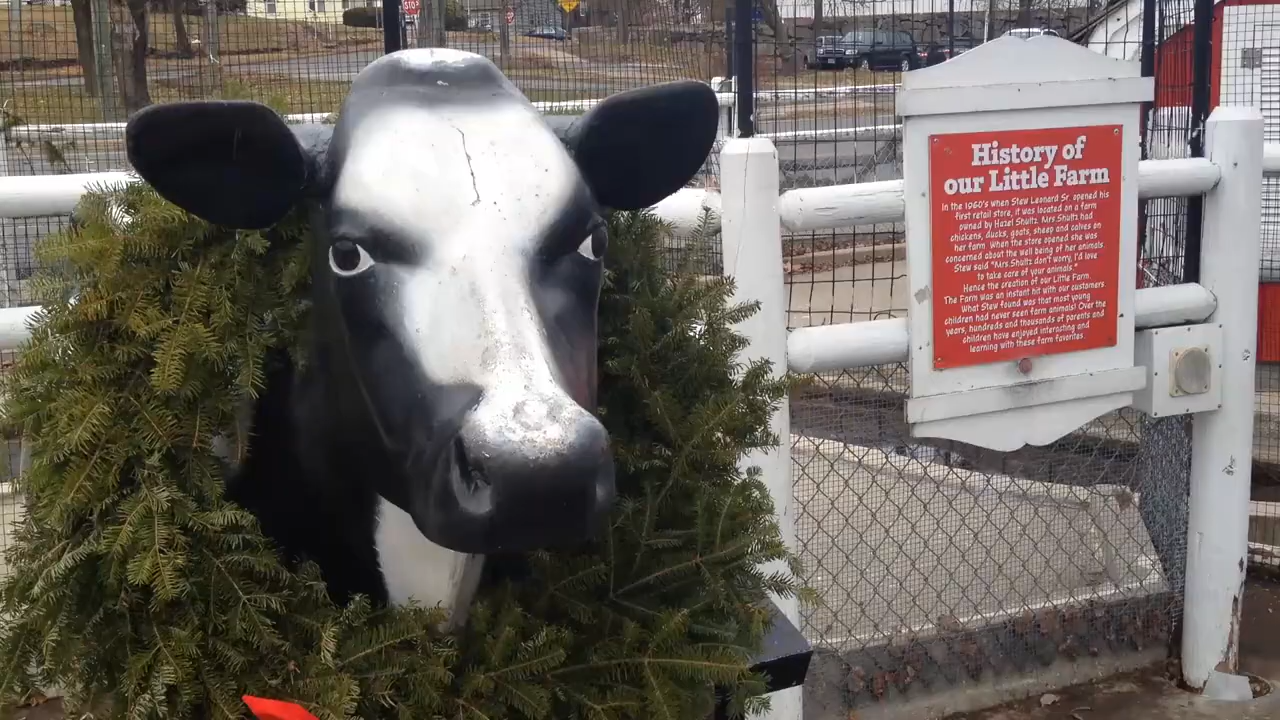 STOP
History of
our Little Farm
In the 1960's when Stew Leonard Sr. opened his
first retail store, it was located on a farm
owned by Hazel Shultz. Mrs. Shultz had
chickens, ducks, goats, sheep and calves on
her farm. When the store opened she was
concerned about the well being of her animals.
Stew said "Mrs. Shultz don't worry, I'd love
to take care of your animals."
Hence the creation of our Little Farm.
The Farm was an instant hit with our customers.
What Stew found was that most young
children had never seen farm animals! Over the
years, hundreds and thousands of parents and
children have enjoyed interacting and
learning with these farm favorites.